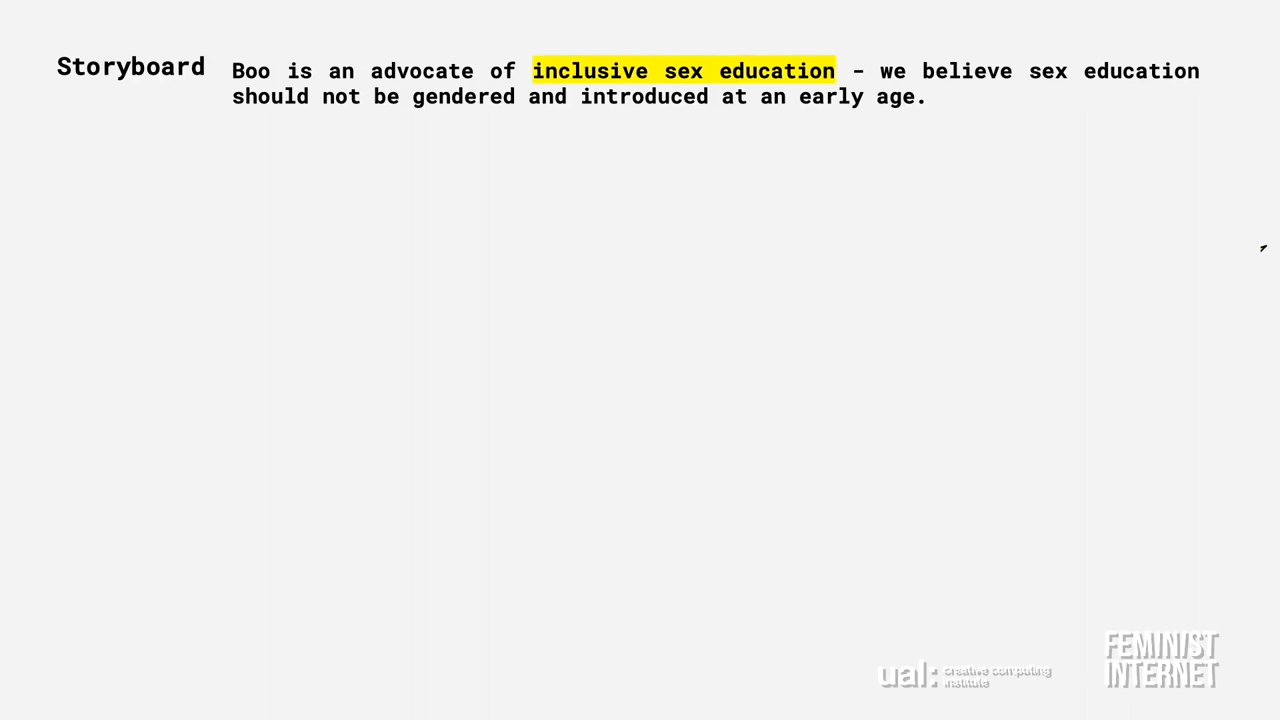 Storyboard
Boo is an advocate of inclusive sex education - we believe sex education
should not be gendered and introduced at an early age.
ual: creative computing
institute
FEMINIST
INTERNET